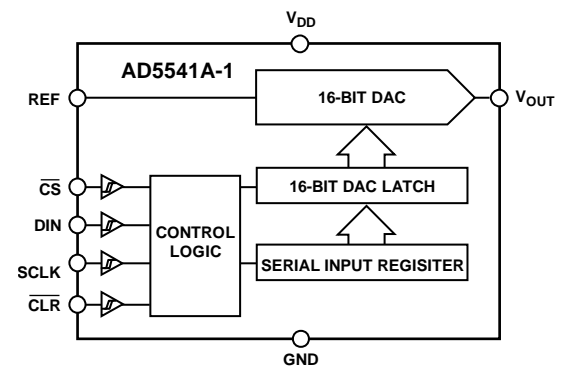 VDD
AD5541A-1
REF
16-BIT DAC
VOUT
CS
16-BIT DAC LATCH
DIN
CONTROL
LOGIC
SCLK
SERIAL INPUT REGISITER
CLR
GND